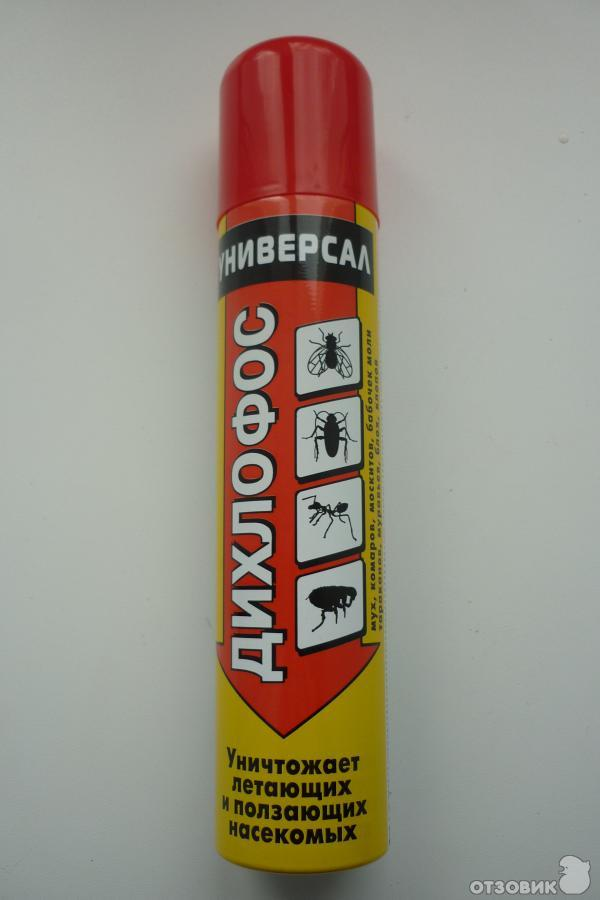 УНИВЕРСАЛ
ДИХЛОФОС
мух, комаров, москитов, бабочек моли
тараканов, муравьев, блох, клопов
Уничтожает
летающих
и ползающих
насекомых
ОТЗОВИК